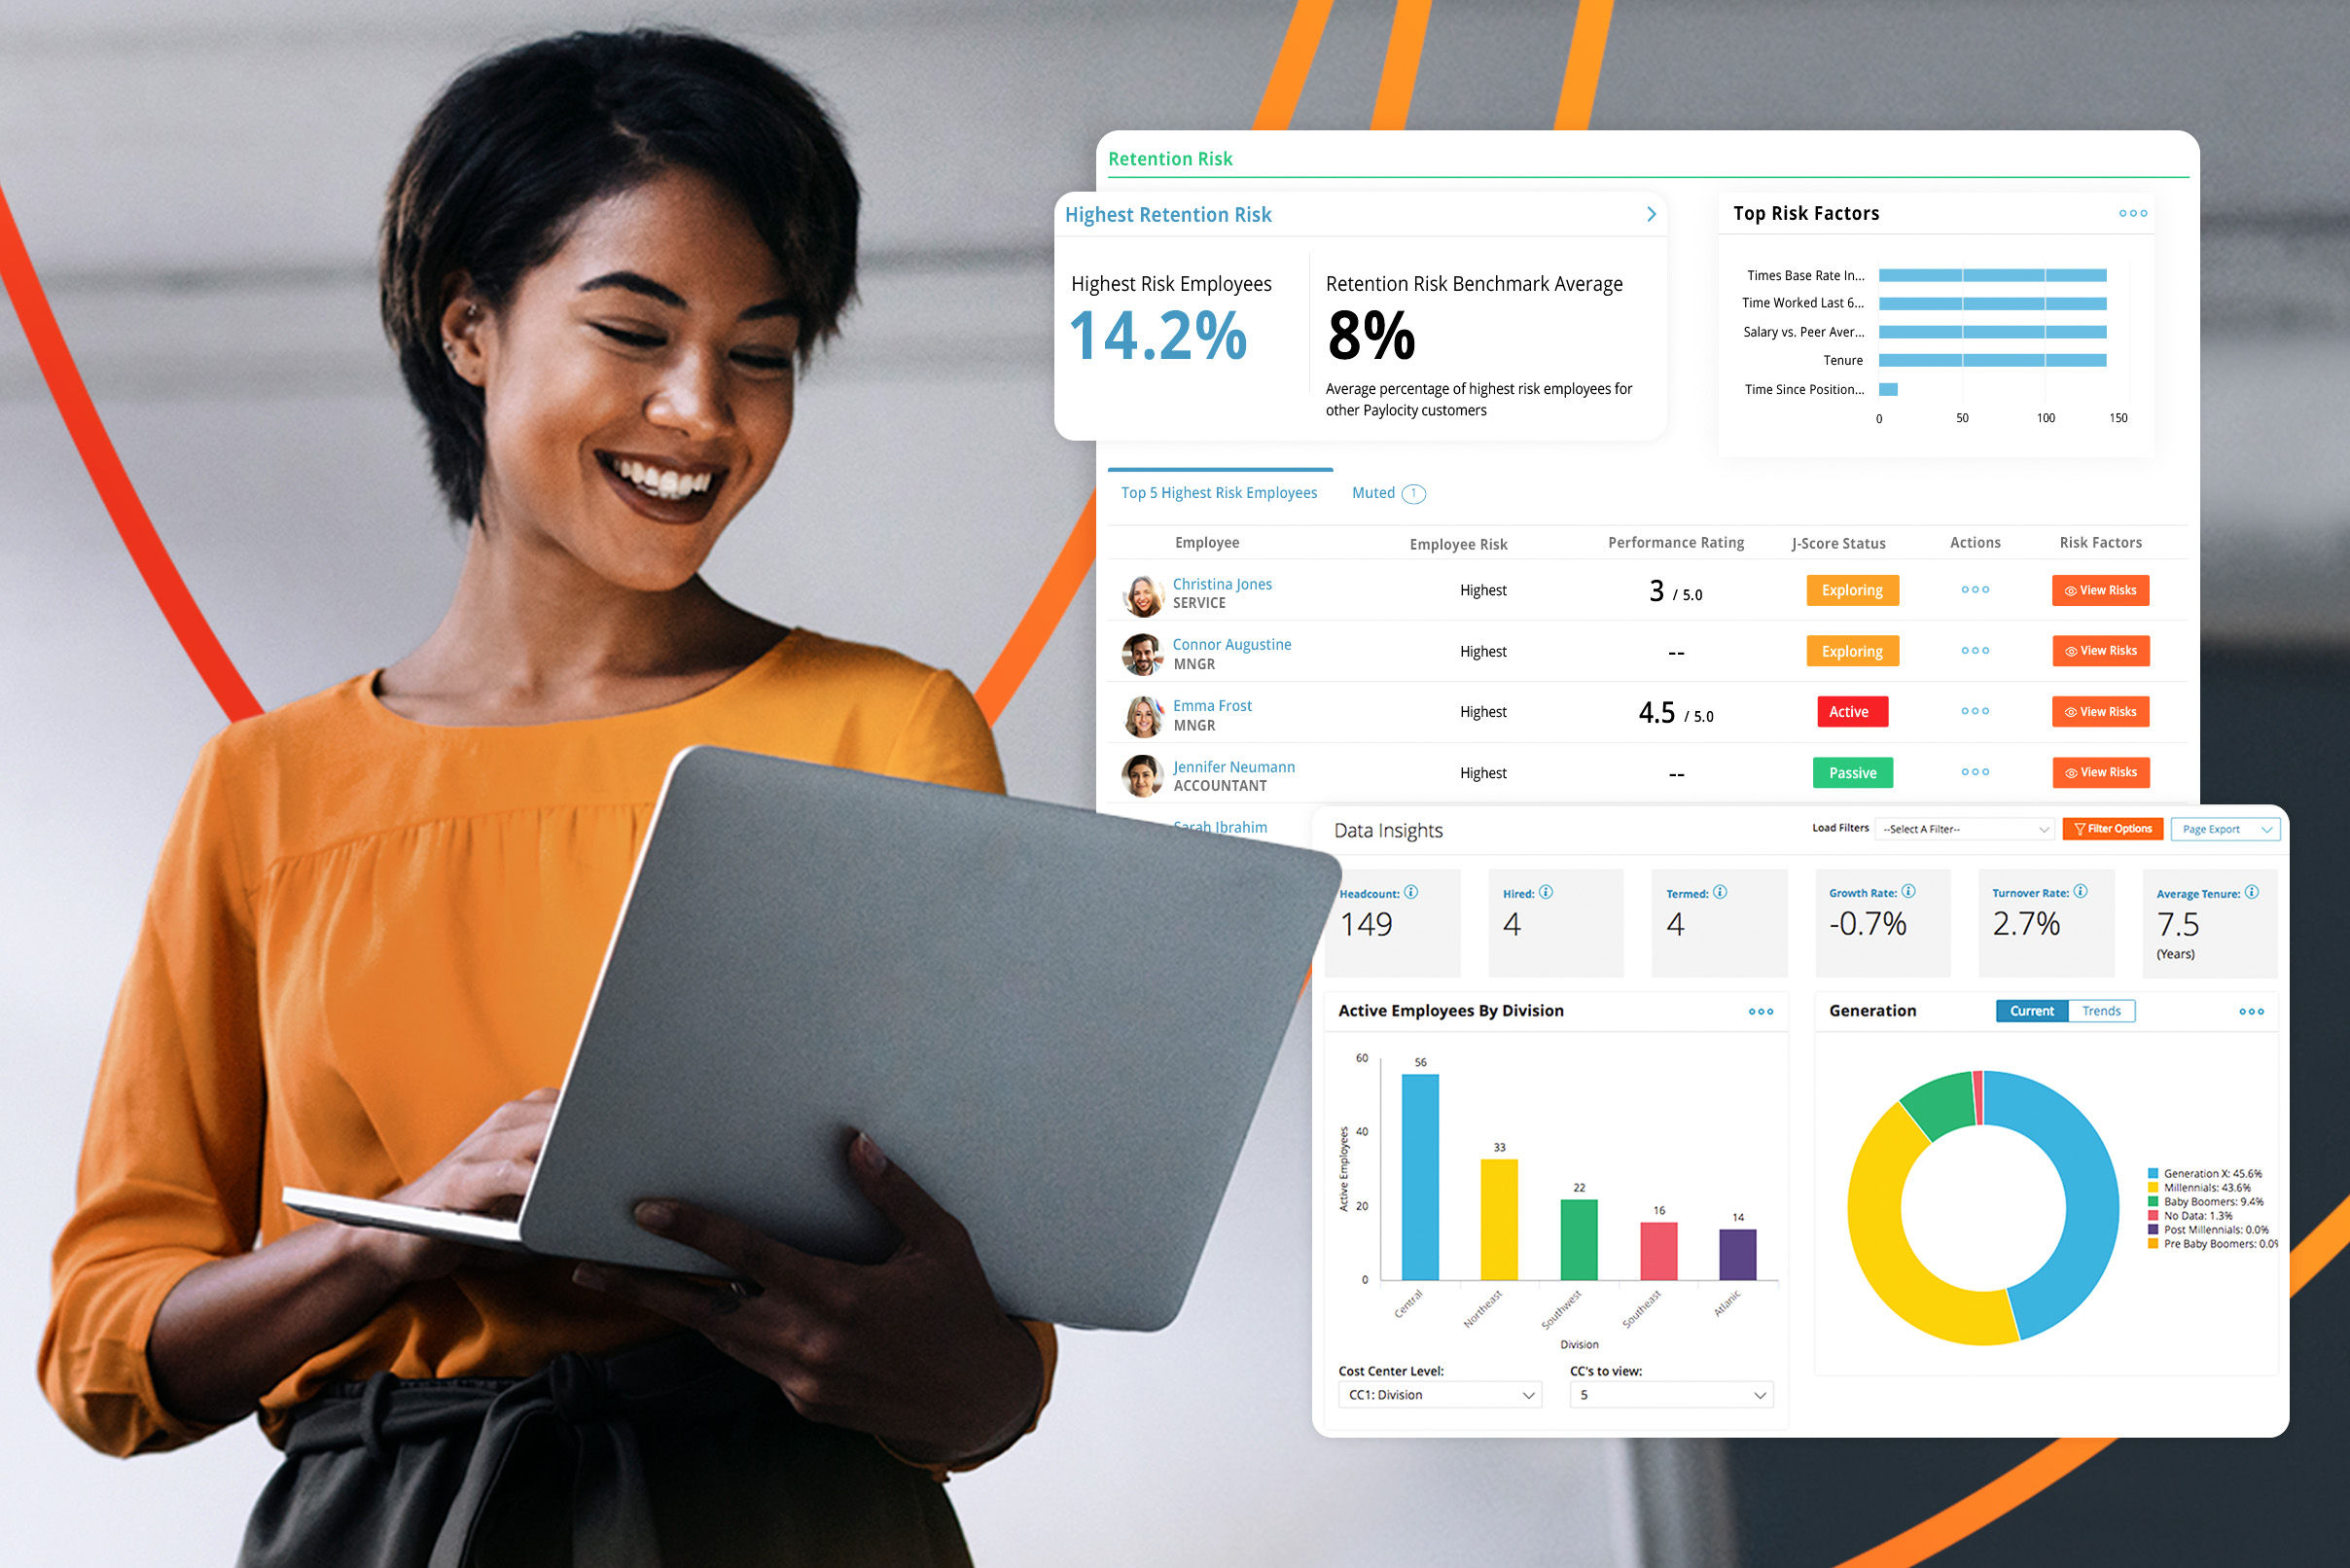 Retention Risk
Highest Retention Risk
Highest Risk Employees
14.2%
Retention Risk Benchmark Average
8%
Average percentage of highest risk employees for
other Paylocity customers
Top Risk Factors
Times Base Rate In...
Time Worked Last 6...
Salary vs. Peer Aver...
Tenure
Time Since Position...
0 50 100 150
Top 5 Highest Risk Employees Muted 1
Employee Employee Risk Performance Rating J-Score Status Actions Risk Factors
Christina Jones
SERVICE
Highest 3 / 5.0 Exploring View Risks
Connor Augustine
MNGR
Highest -- Exploring View Risks
Emma Frost
MNGR
Highest 4.5 / 5.0 Active View Risks
Jennifer Neumann
ACCOUNTANT
Highest -- Passive View Risks
Sarah Ibrahim
Data Insights
Load Filters --Select A Filter-- Filter Options Page Export
Headcount:
149
Hired:
4
Termed:
4
Growth Rate:
-0.7%
Turnover Rate:
2.7%
Average Tenure:
7.5
(Years)
Active Employees By Division
60
40
20
0
Active Employees
56
33
22
16
14
Central
Northeast
Southwest
Southeast
Atlanic
Division
Cost Center Level:
CC1: Division
CC's to view:
5
Generation
Current Trends
Generation X: 45.6%
Millennials: 43.6%
Baby Boomers: 9.4%
No Data: 1.3%
Post Millennials: 0.0%
Pre Baby Boomers: 0.0%